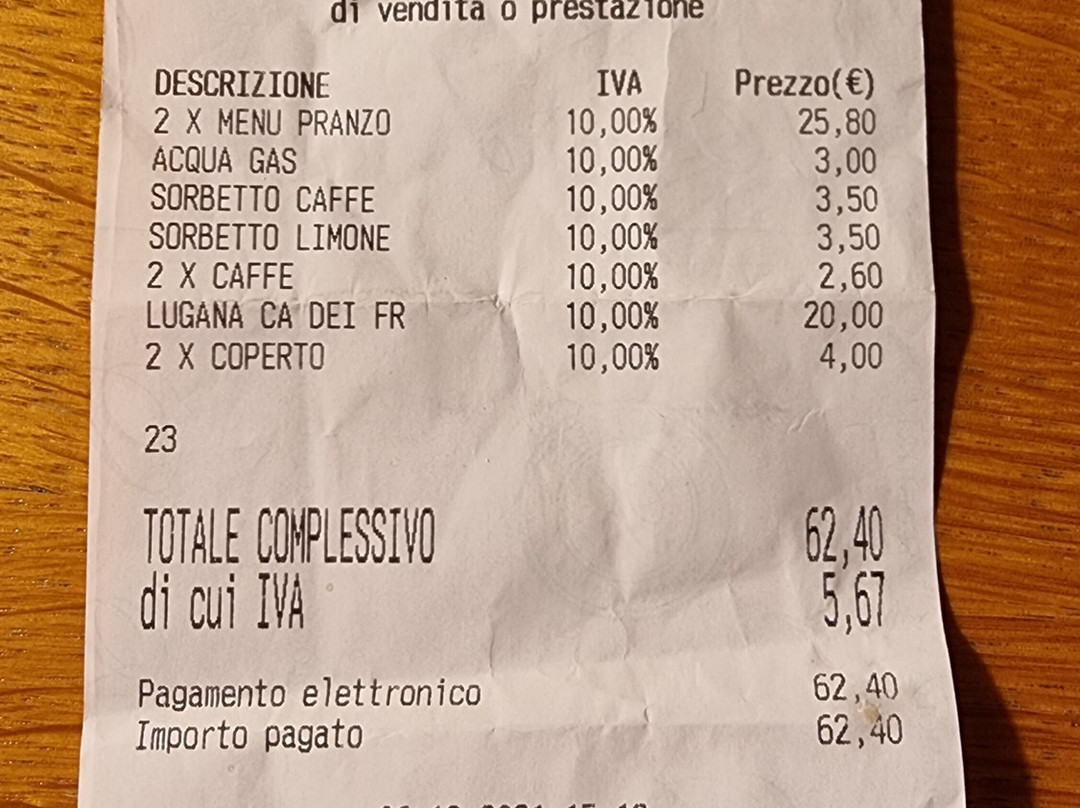 di vendita o prestazione
DESCRIZIONE IVA Prezzo(€)
2 X MENU PRANZO 10,00% 25,80
ACQUA GAS 10,00% 3,00
SORBETTO CAFFE 10,00% 3,50
SORBETTO LIMONE 10,00% 3,50
2 X CAFFE 10,00% 2,60
LUGANA CA DEI FR 10,00% 20,00
2 X COPERTO 10,00% 4,00
23
TOTALE COMPLESSIVO 62,40
di cui IVA 5,67
Pagamento elettronico 62,40
Importo pagato 62,40